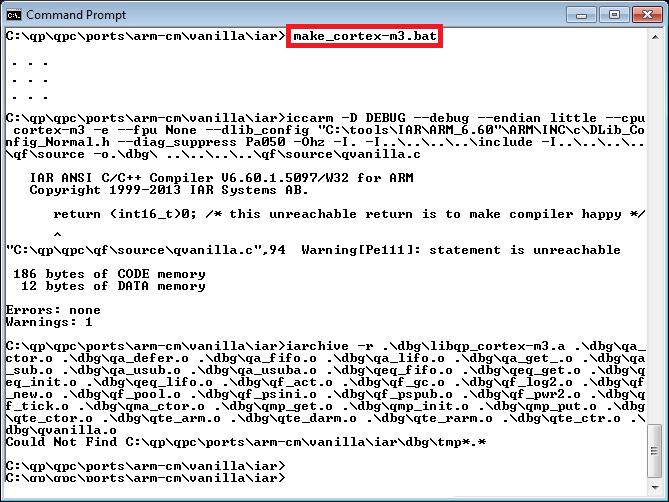 Command Prompt
C:\qp\qpc\ports\arm-cm\vanilla\iar> make_cortex-m3.bat
. . .
. . .
. . .
C:\qp\qpc\ports\arm-cm\vanilla\iar>iccarm -D DEBUG --debug --endian little --cpu
 cortex-m3 -e --fpu None --dlib_config "C:\tools\IAR\ARM_6.60"\ARM\INC\c\DLib_Co
nfig_Normal.h --diag_suppress Pa050 -Ohz -I. -I..\..\..\..\include -I..\..\..\..
\qf\source -o.\dbg\ ..\..\..\..\qf\source\qvanilla.c
   IAR ANSI C/C++ Compiler V6.60.1.5097/W32 for ARM
   Copyright 1999-2013 IAR Systems AB.
      return (int16_t)0; /* this unreachable return is to make compiler happy */
      ^
"C:\qp\qpc\qf\source\qvanilla.c",94  Warning[Pe111]: statement is unreachable
 186 bytes of CODE memory
  12 bytes of DATA memory
Errors: none
Warnings: 1
C:\qp\qpc\ports\arm-cm\vanilla\iar>iarchive -r .\dbg\libqp_cortex-m3.a .\dbg\qa_
ctor.o .\dbg\qa_defer.o .\dbg\qa_fifo.o .\dbg\qa_lifo.o .\dbg\qa_get_.o .\dbg\qa
_sub.o .\dbg\qa_usub.o .\dbg\qa_usuba.o .\dbg\qeq_fifo.o .\dbg\qeq_get.o .\dbg\q
eq_init.o .\dbg\qeq_lifo.o .\dbg\qf_act.o .\dbg\qf_gc.o .\dbg\qf_log2.o .\dbg\qf
_new.o .\dbg\qf_pool.o .\dbg\qf_psini.o .\dbg\qf_pspub.o .\dbg\qf_pwr2.o .\dbg\q
f_tick.o .\dbg\qma_ctor.o .\dbg\qmp_get.o .\dbg\qmp_init.o .\dbg\qmp_put.o .\dbg
\qte_ctor.o .\dbg\qte_arm.o .\dbg\qte_darm.o .\dbg\qte_rarm.o .\dbg\qte_ctr.o .\
dbg\qvanilla.o
Could Not Find C:\qp\qpc\ports\arm-cm\vanilla\iar\dbg\tmp*.*
C:\qp\qpc\ports\arm-cm\vanilla\iar>
C:\qp\qpc\ports\arm-cm\vanilla\iar>